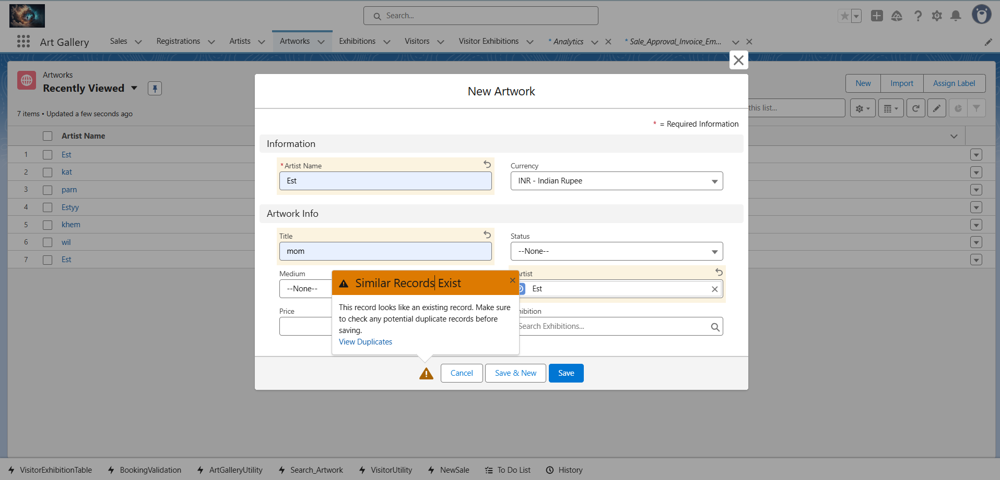 Search...
Art Gallery
Sales
Registrations
Artists
Artworks
Exhibitions
Visitors
Visitor Exhibitions
* Analytics
* Sale_Approval_Invoice_Em...
Artworks
Recently Viewed
7 items • Updated a few seconds ago
New
Import
Assign Label
this list...
Artist Name
1 Est
2 kat
3 parn
4 Estyy
5 khem
6 wil
7 Est
New Artwork
* = Required Information
Information
* Artist Name
Est
Currency
INR - Indian Rupee
Artwork Info
Title
mom
Status
--None--
Medium
--None--
Artist
Est
Price
Search Exhibitions...
Similar Records Exist
This record looks like an existing record. Make sure
to check any potential duplicate records before
saving.
View Duplicates
Cancel
Save & New
Save
VisitorExhibitionTable
BookingValidation
ArtGalleryUtility
Search_Artwork
VisitorUtility
NewSale
To Do List
History